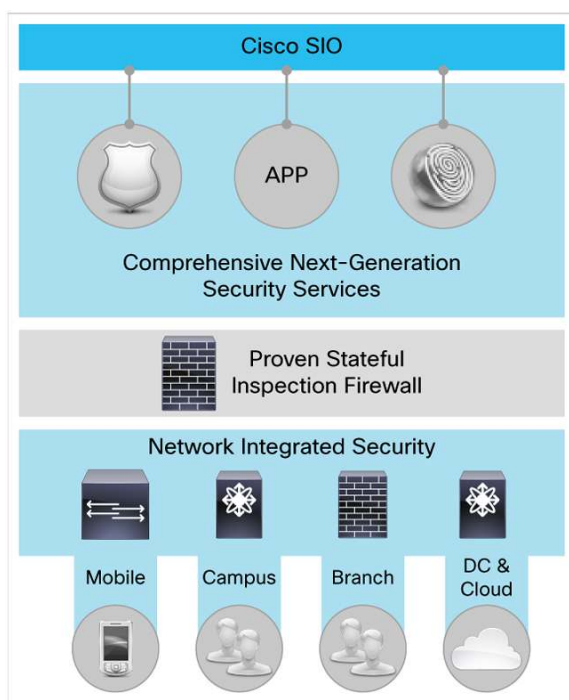 Cisco SIO
APP
Comprehensive Next-Generation
Security Services
Proven Stateful
Inspection Firewall
Network Integrated Security
Mobile
Campus
Branch
DC &
Cloud